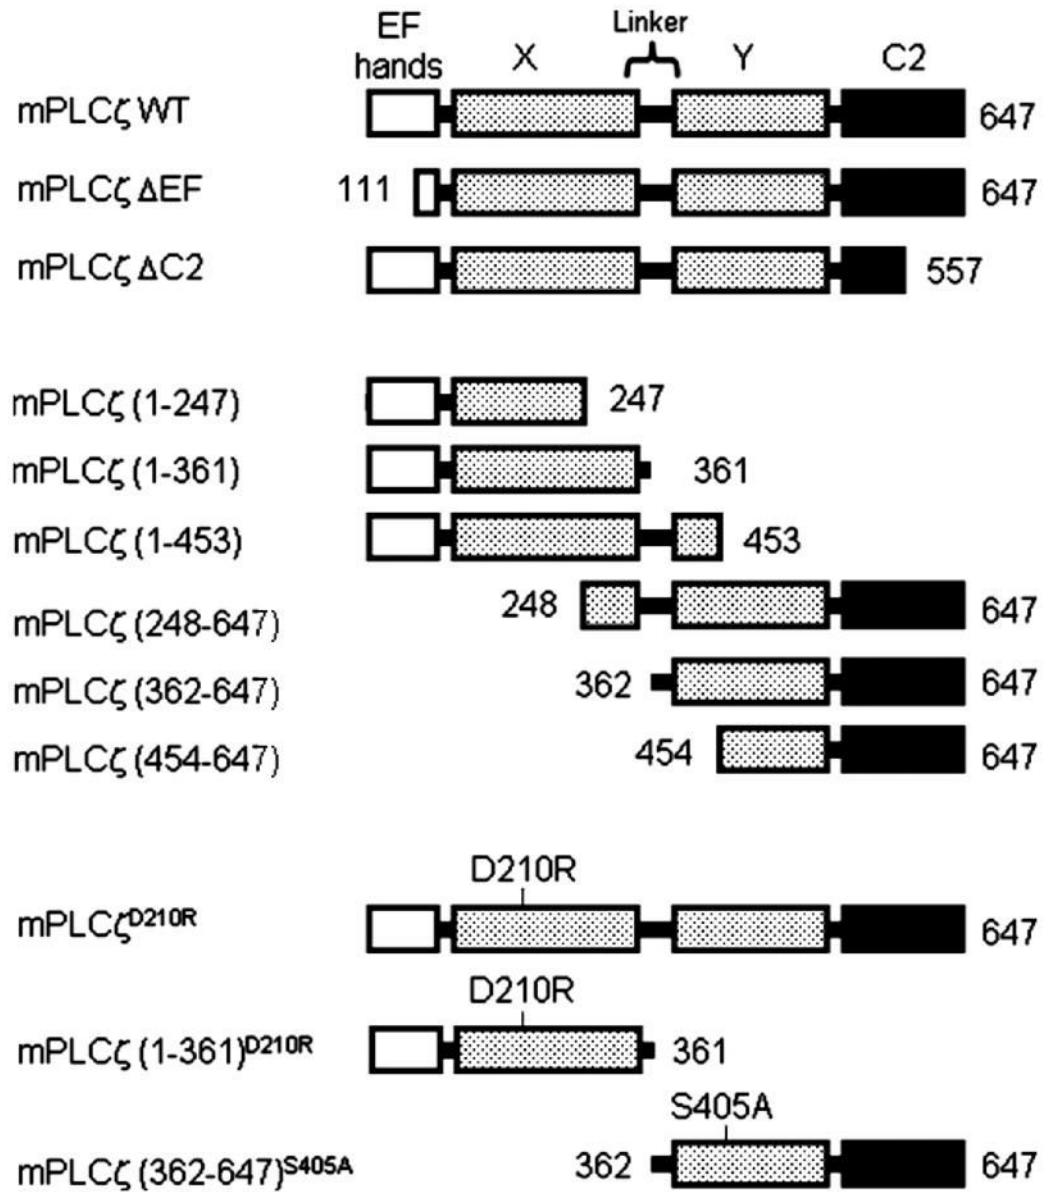 EF hands X Linker Y C2
mPLCζ WT 647
mPLCζ ΔEF 111 647
mPLCζ ΔC2 557
mPLCζ (1-247) 247
mPLCζ (1-361) 361
mPLCζ (1-453) 453
mPLCζ (248-647) 248 647
mPLCζ (362-647) 362 647
mPLCζ (454-647) 454 647
D210R
mPLCζD210R 647
D210R
mPLCζ (1-361)D210R 361
S405A
mPLCζ (362-647)S405A 362 647